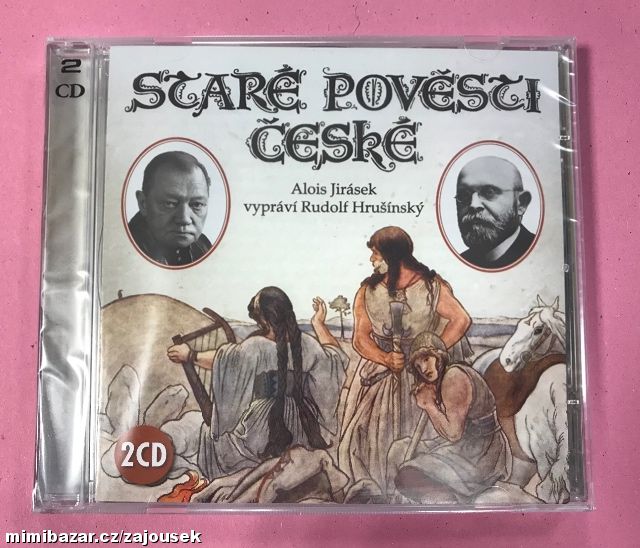 2
CD
STARÉ POVĚSTI
ČESKÉ
Alois Jirásek
vypráví Rudolf Hrušínský
2CD
mimibazar.cz/zajousek